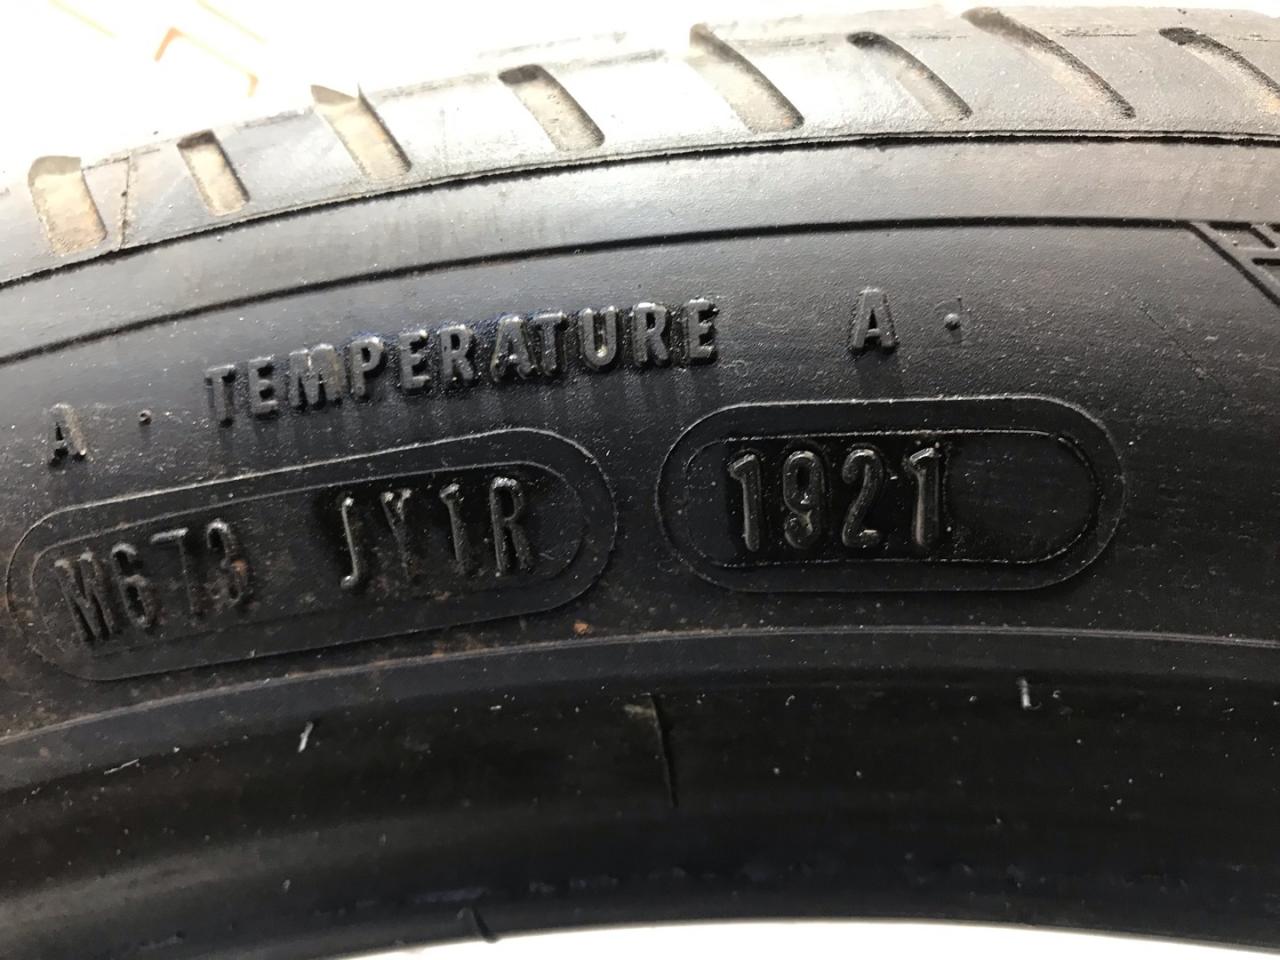 A · TEMPERATURE A ·
M673 JY1R 1921